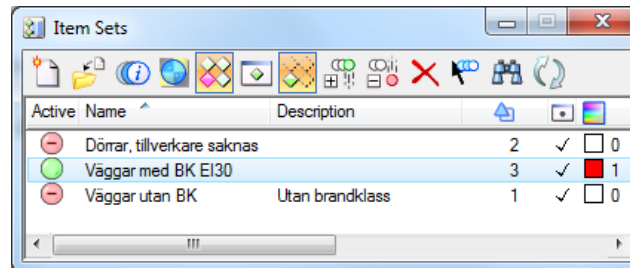 Item Sets
Active Name Description
Dörrar, tillverkare saknas 2 0
Väggar med BK EI30 3 1
Väggar utan BK Utan brandklass 1 0